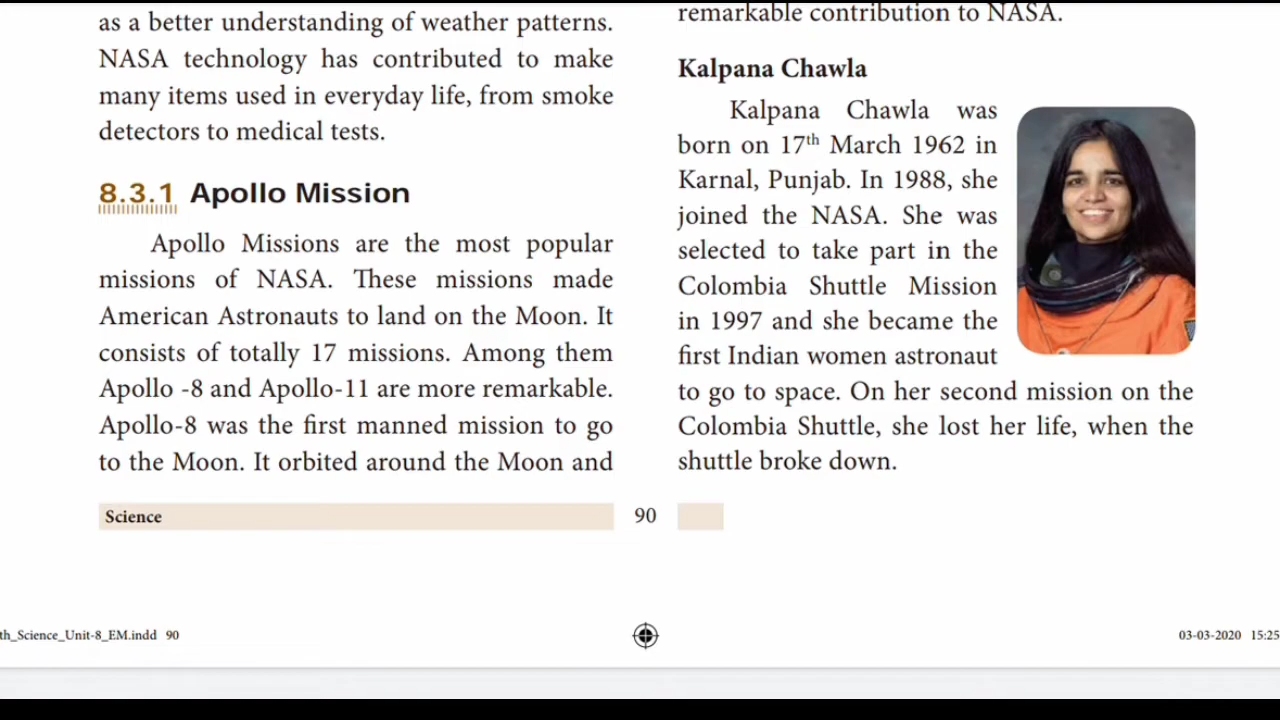 as a better understanding of weather patterns.
NASA technology has contributed to make
many items used in everyday life, from smoke
detectors to medical tests.
8.3.1 Apollo Mission
Apollo Missions are the most popular
missions of NASA. These missions made
American Astronauts to land on the Moon. It
consists of totally 17 missions. Among them
Apollo -8 and Apollo-11 are more remarkable.
Apollo-8 was the first manned mission to go
to the Moon. It orbited around the Moon and
remarkable contribution to NASA.
Kalpana Chawla
Kalpana Chawla was
born on 17th March 1962 in
Karnal, Punjab. In 1988, she
joined the NASA. She was
selected to take part in the
Colombia Shuttle Mission
in 1997 and she became the
first Indian women astronaut
to go to space. On her second mission on the
Colombia Shuttle, she lost her life, when the
shuttle broke down.
Science
90
th_Science_Unit-8_EM.indd 90
03-03-2020 15:25